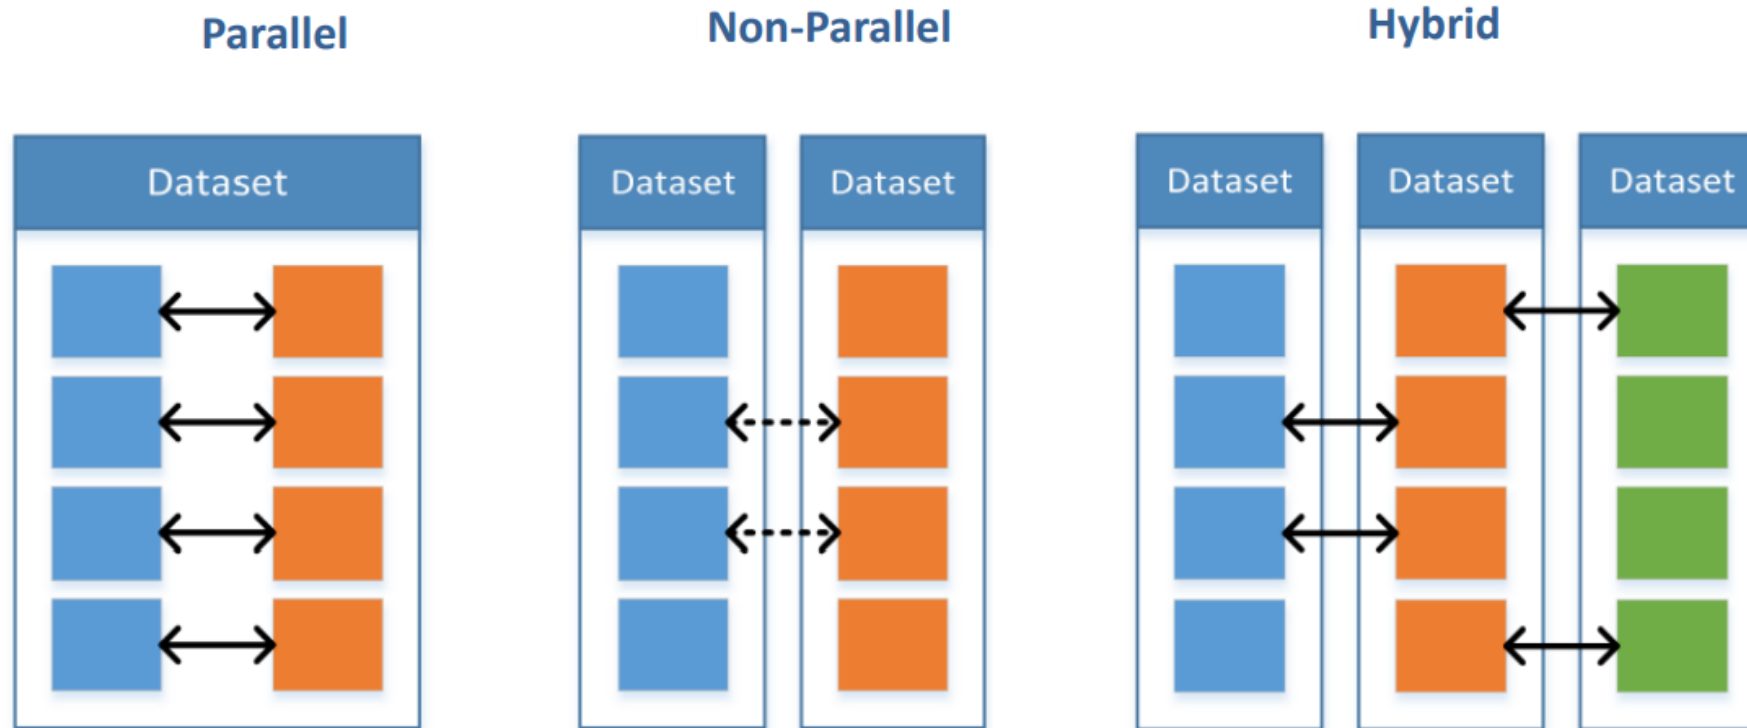 Parallel
Non-Parallel
Hybrid
Dataset
Dataset
Dataset
Dataset
Dataset
Dataset